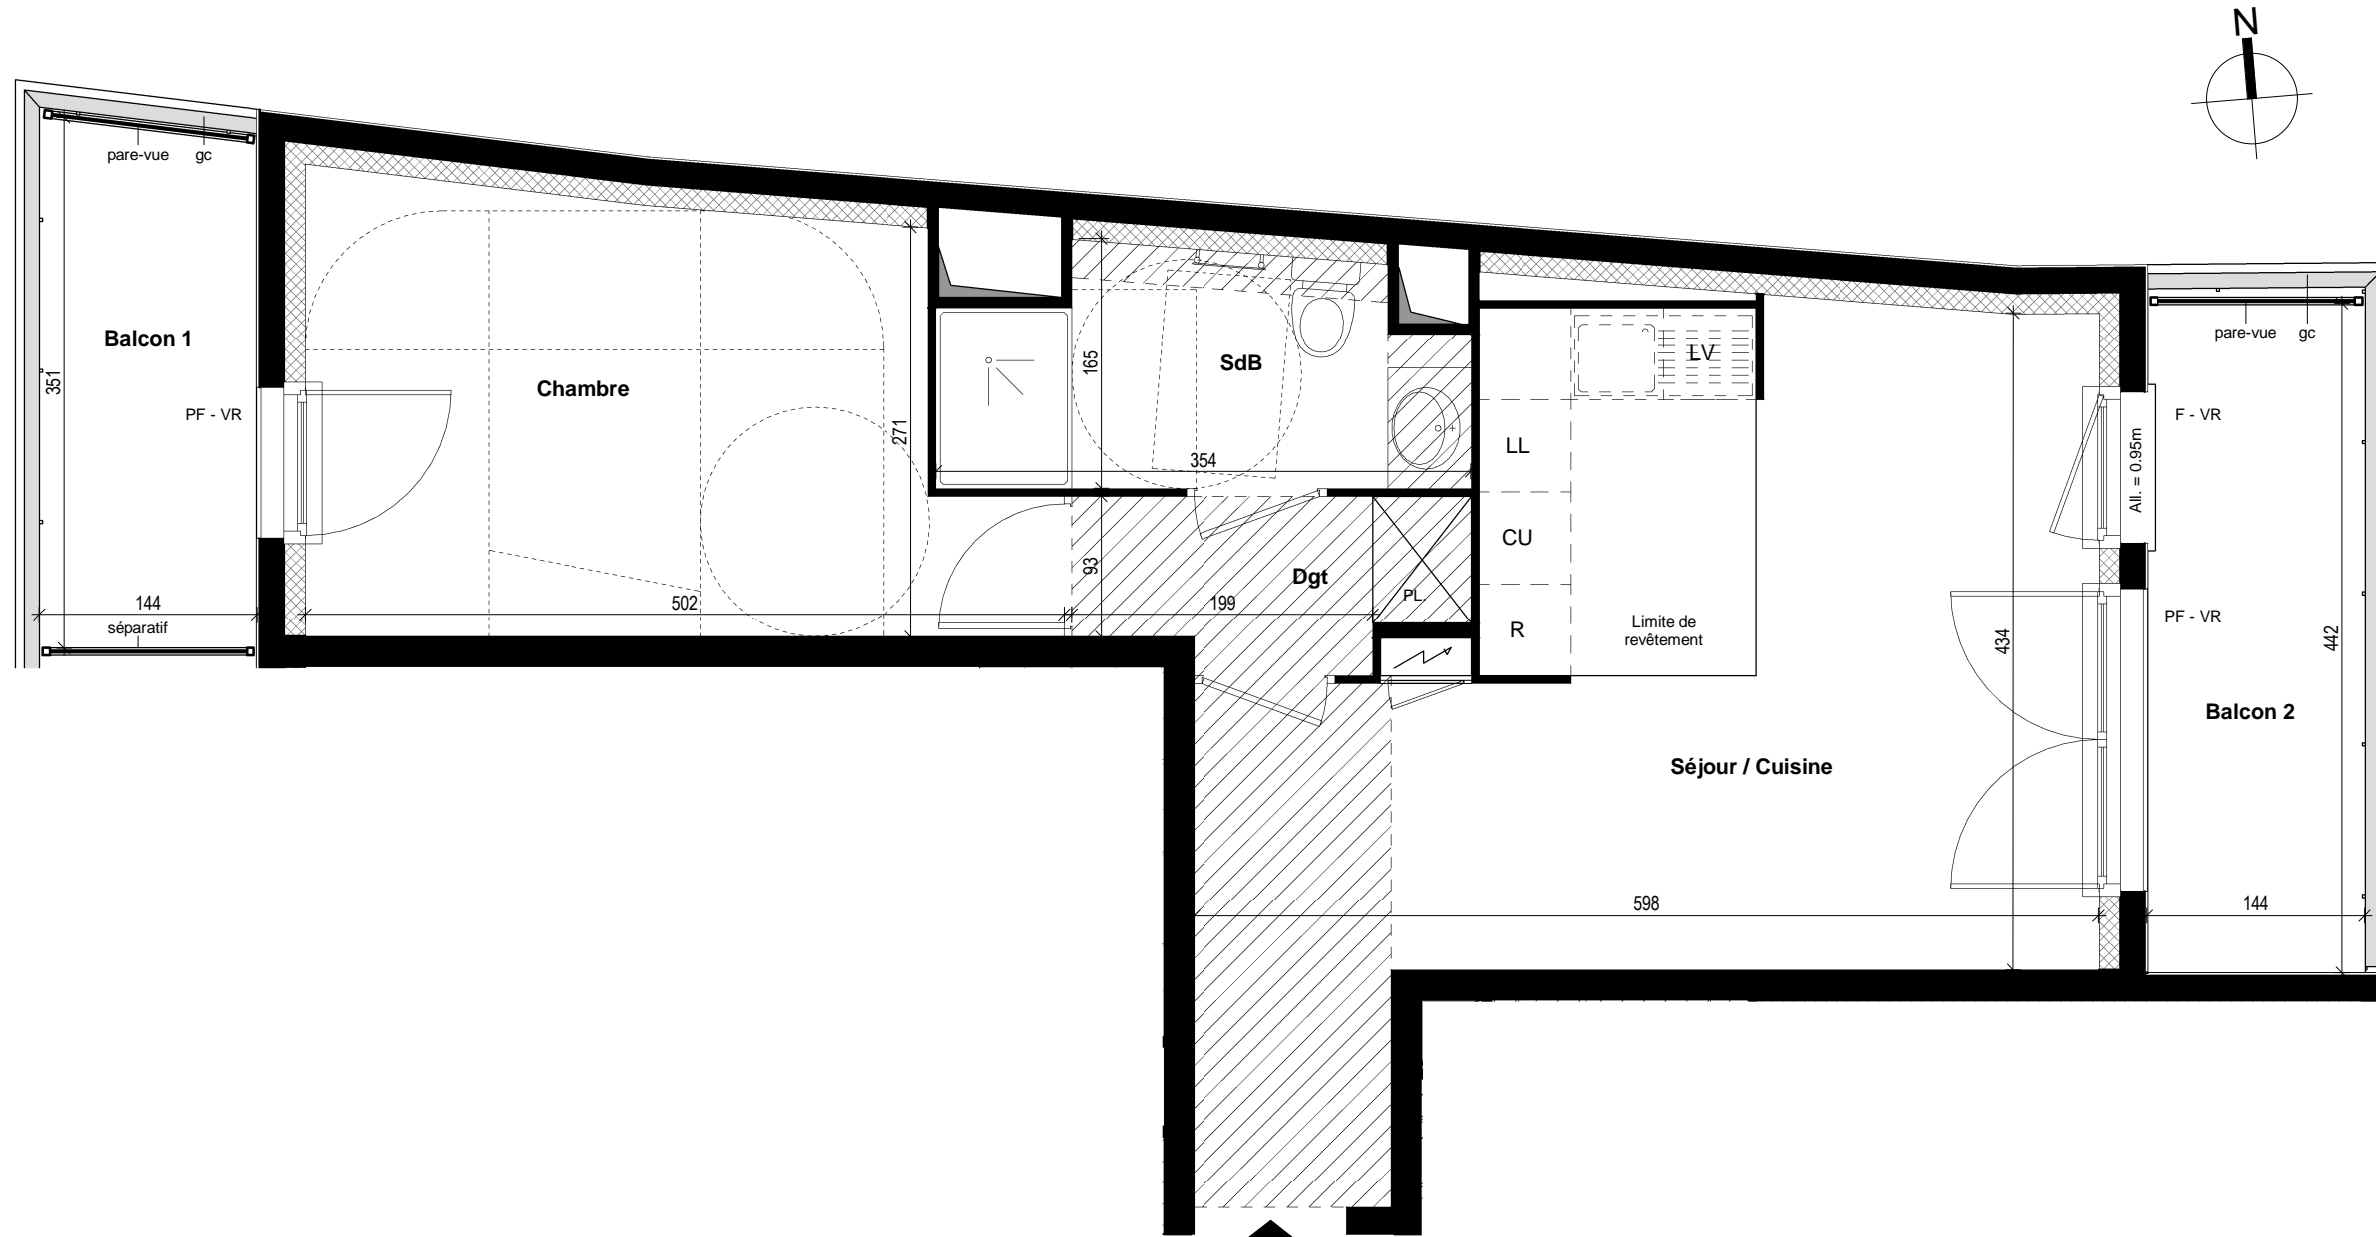 N
pare-vue
gc
Balcon 1
351
PF - VR
144
séparatif
Chambre
271
502
165
SdB
354
93
Dgt
199
PL.
LV
LL
CU
R
Limite de
revêtement
Séjour / Cuisine
598
434
pare-vue
gc
F - VR
All. = 0.95m
PF - VR
442
Balcon 2
144